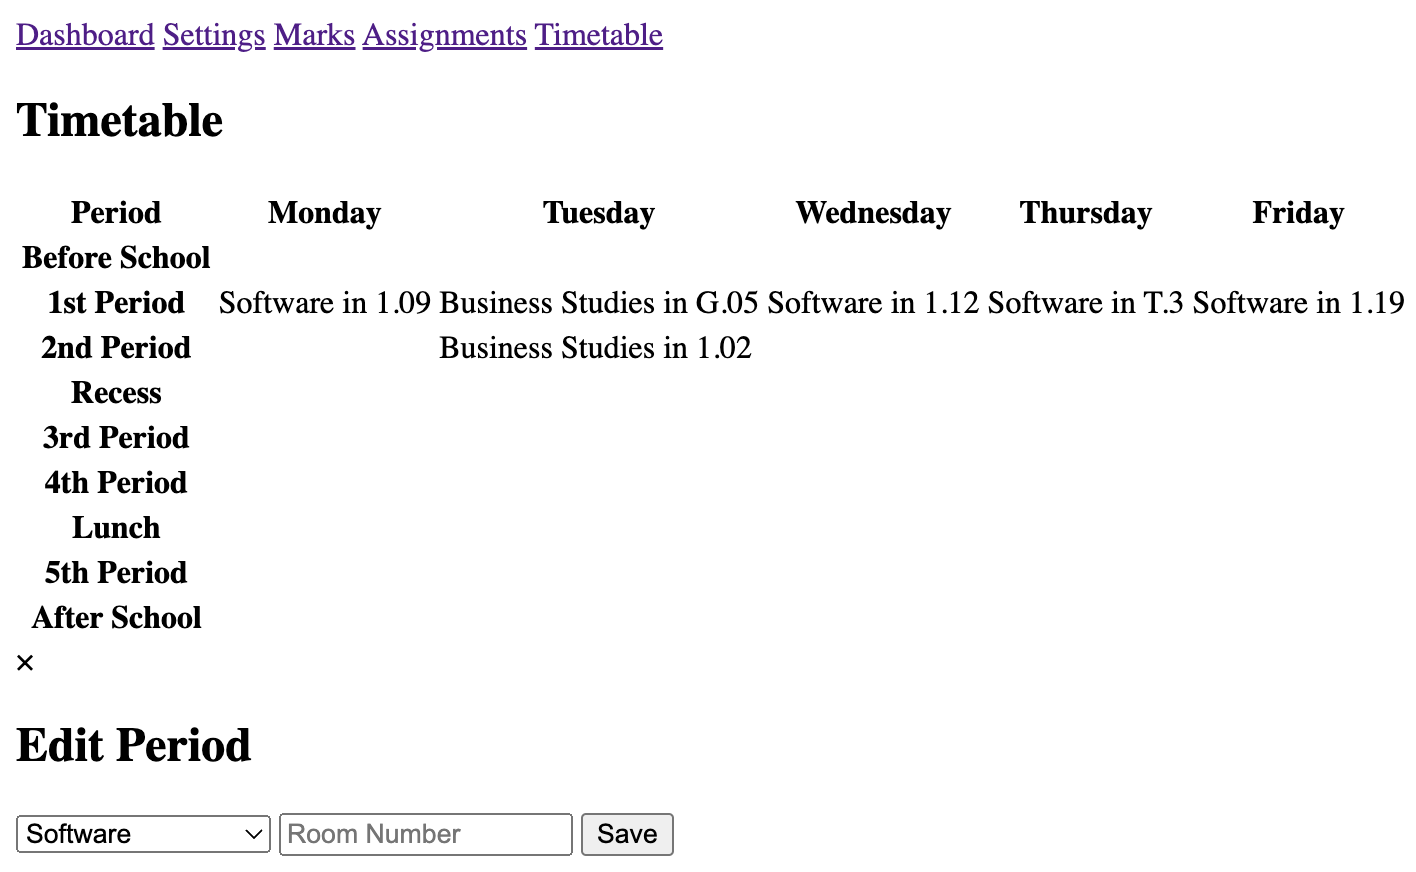 Dashboard Settings Marks Assignments Timetable
Timetable
Period Monday Tuesday Wednesday Thursday Friday
Before School
1st Period Software in 1.09 Business Studies in G.05 Software in 1.12 Software in T.3 Software in 1.19
2nd Period Business Studies in 1.02
Recess
3rd Period
4th Period
Lunch
5th Period
After School
×
Edit Period
Software Room Number Save